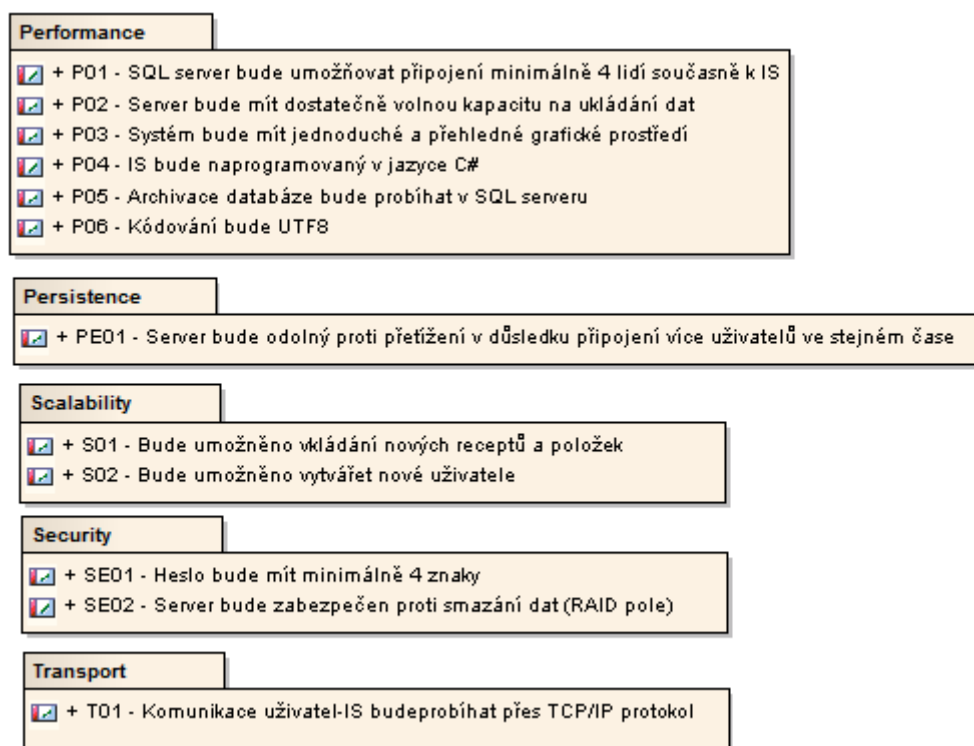 Performance
+ P01 - SQL server bude umožňovat připojení minimálně 4 lidí současně k IS
+ P02 - Server bude mít dostatečně volnou kapacitu na ukládání dat
+ P03 - Systém bude mít jednoduché a přehledné grafické prostředí
+ P04 - IS bude naprogramovaný v jazyce C#
+ P05 - Archivace databáze bude probíhat v SQL serveru
+ P06 - Kódování bude UTF8
Persistence
+ PE01 - Server bude odolný proti přetížení v důsledku připojení více uživatelů ve stejném čase
Scalability
+ S01 - Bude umožněno vkládání nových receptů a položek
+ S02 - Bude umožněno vytvářet nové uživatele
Security
+ SE01 - Heslo bude mít minimálně 4 znaky
+ SE02 - Server bude zabezpečen proti smazání dat (RAID pole)
Transport
+ T01 - Komunikace uživatel-IS budeprobíhat přes TCP/IP protokol